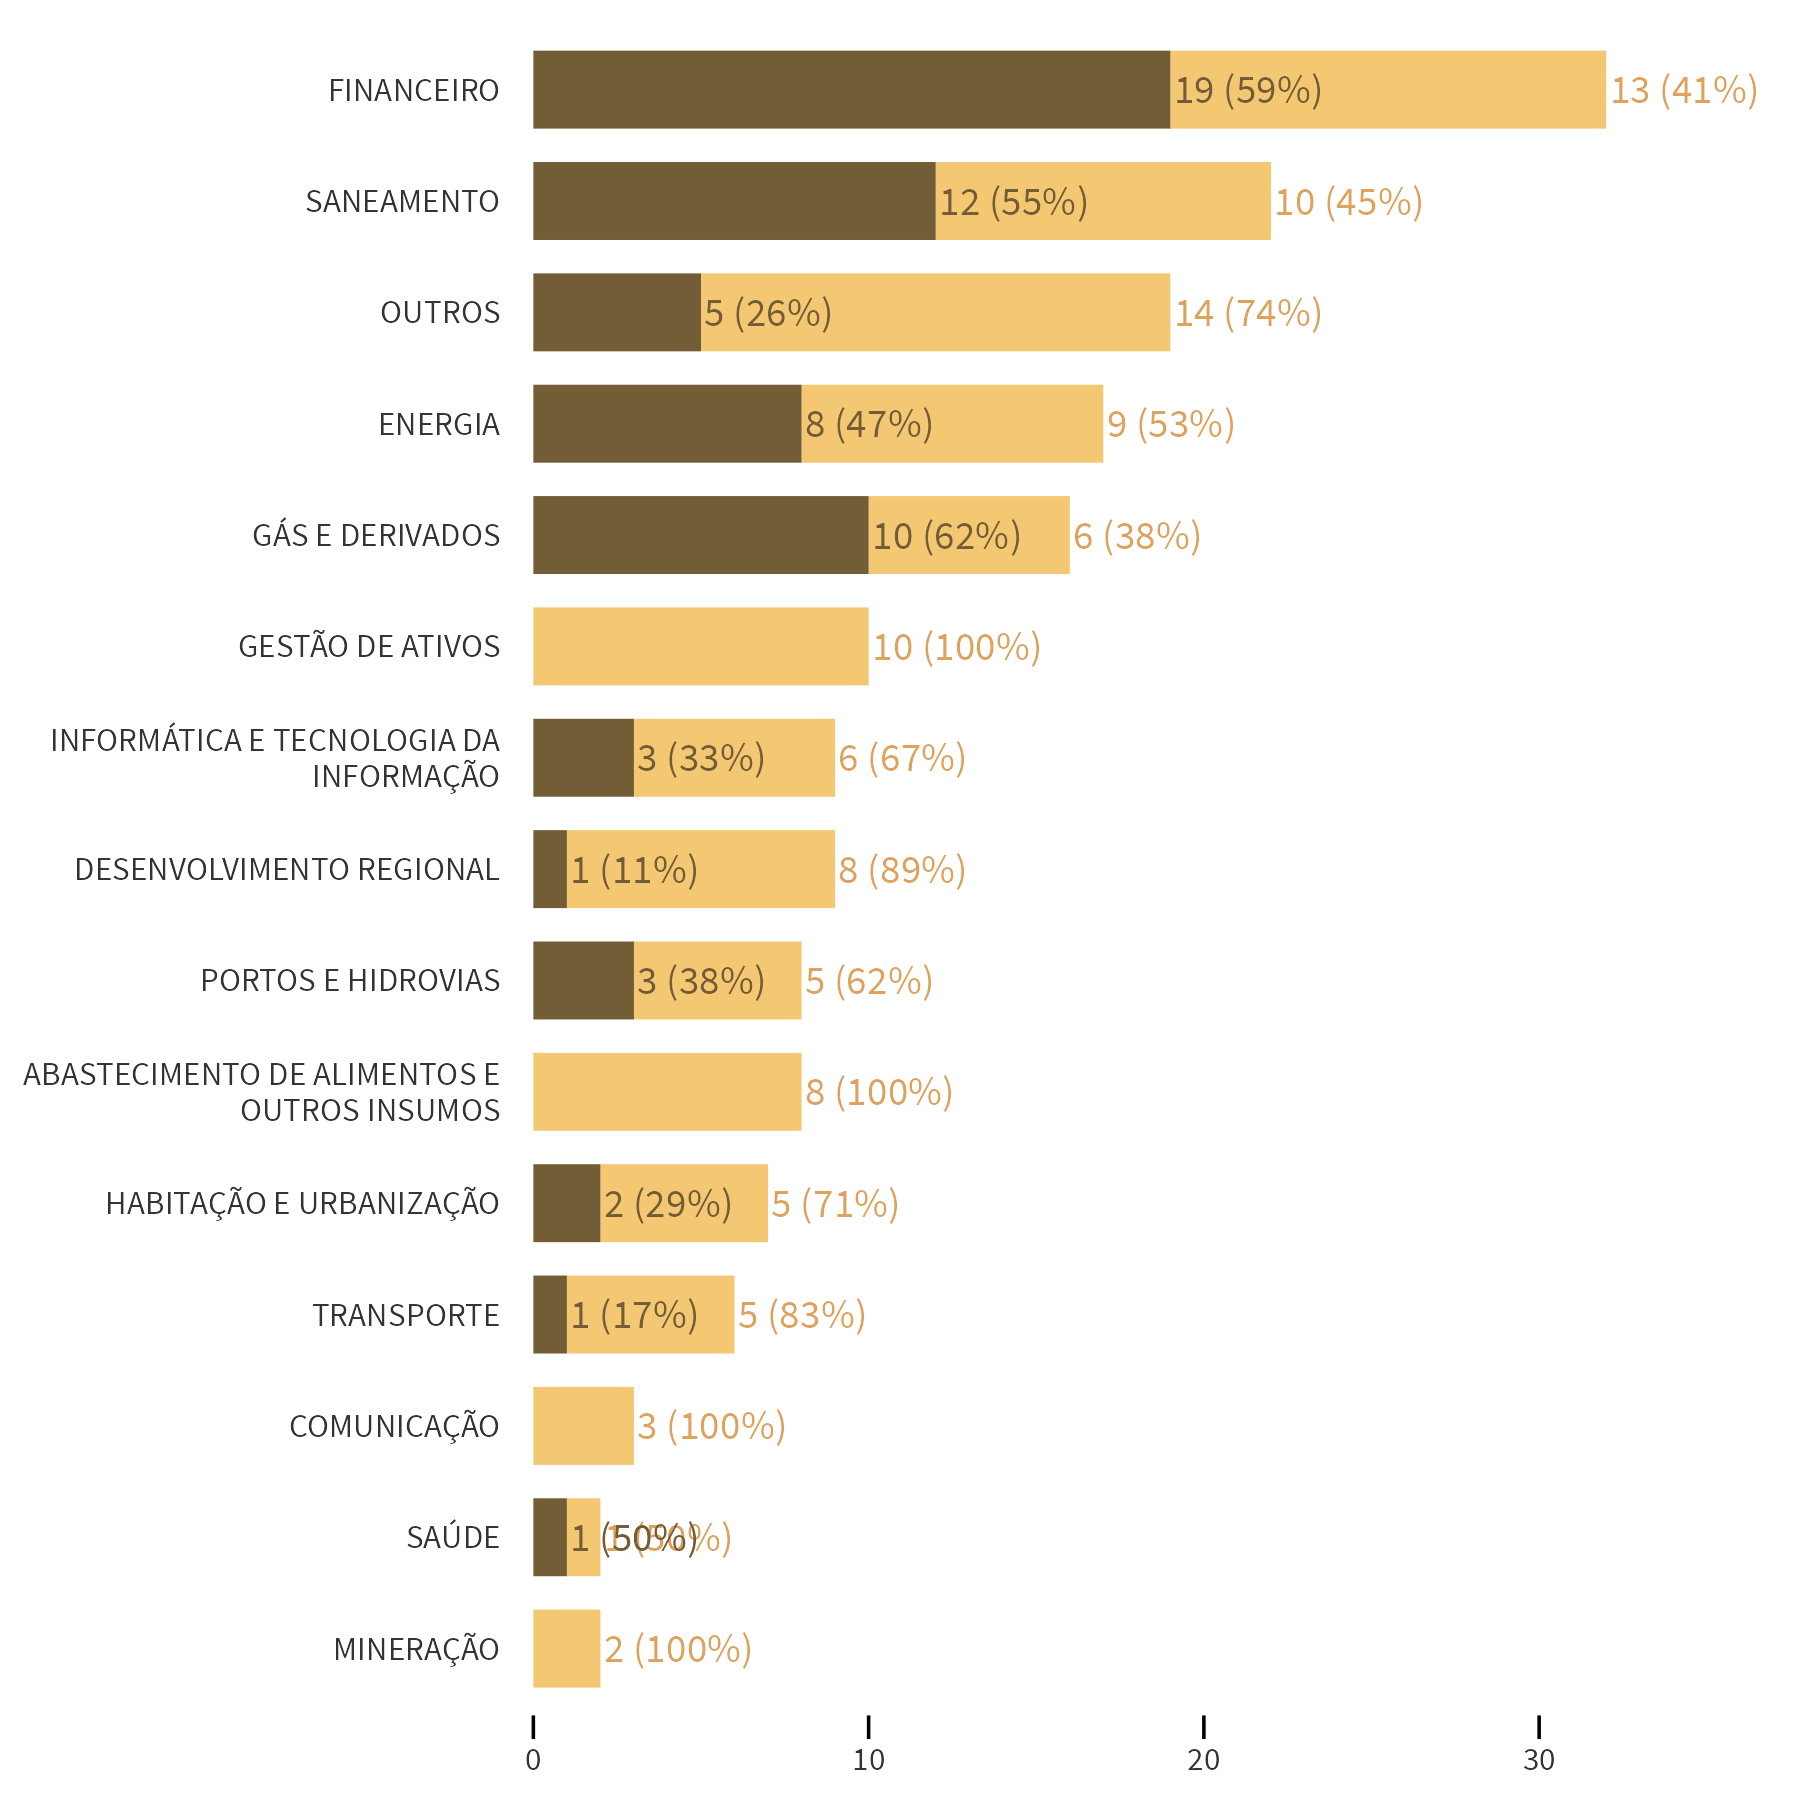 FINANCEIRO 19 (59%) 13 (41%)
SANEAMENTO 12 (55%) 10 (45%)
OUTROS 5 (26%) 14 (74%)
ENERGIA 8 (47%) 9 (53%)
GÁS E DERIVADOS 10 (62%) 6 (38%)
GESTÃO DE ATIVOS 10 (100%)
INFORMÁTICA E TECNOLOGIA DA
INFORMAÇÃO
3 (33%) 6 (67%)
DESENVOLVIMENTO REGIONAL 1 (11%) 8 (89%)
PORTOS E HIDROVIAS 3 (38%) 5 (62%)
ABASTECIMENTO DE ALIMENTOS E
OUTROS INSUMOS
8 (100%)
HABITAÇÃO E URBANIZAÇÃO 2 (29%) 5 (71%)
TRANSPORTE 1 (17%) 5 (83%)
COMUNICAÇÃO 3 (100%)
SAÚDE 1 (50%) 1 (50%)
MINERAÇÃO 2 (100%)
0 10 20 30